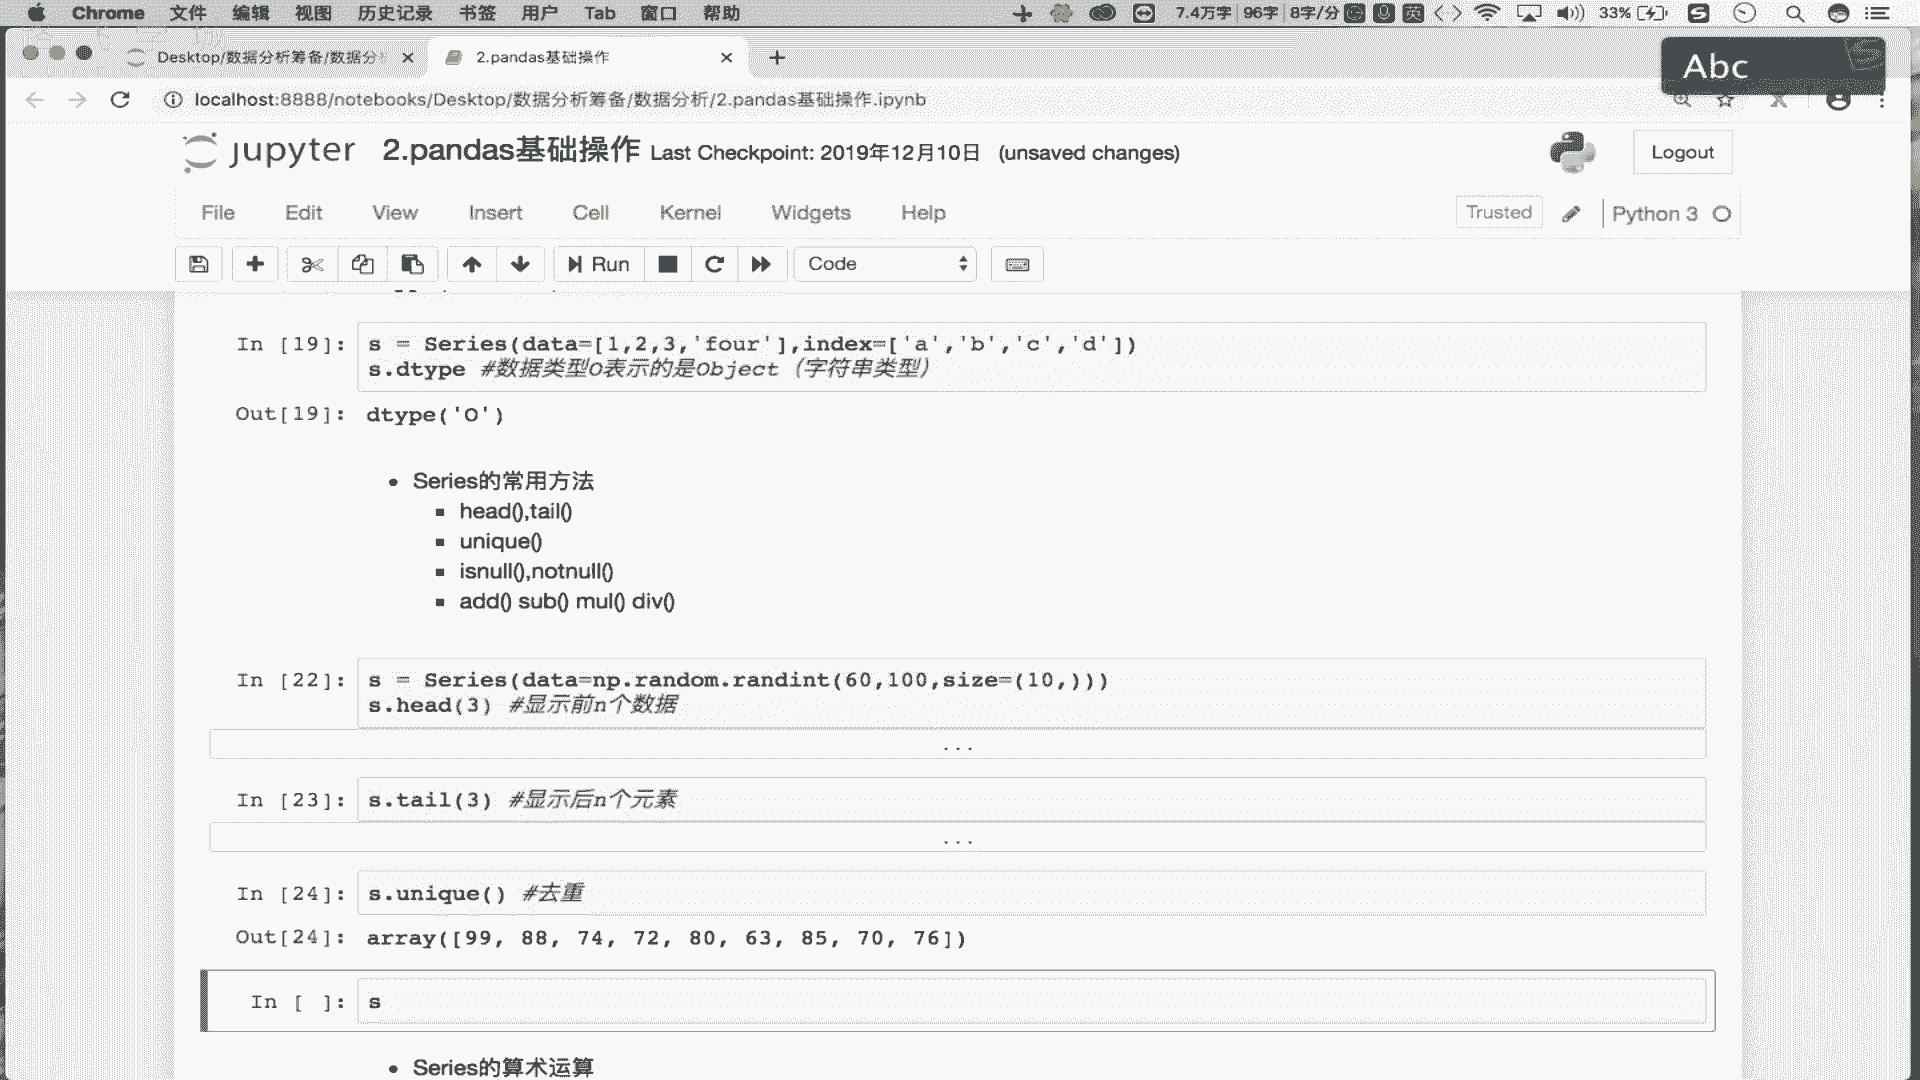 Chrome 文件 编辑 视图 历史记录 书签 用户 Tab 窗口 帮助 7.4万字 96字 8字/分 英 33%
Desktop/数据分析筹备/数据分 2.pandas基础操作
Abc
localhost:8888/notebooks/Desktop/数据分析筹备/数据分析/2.pandas基础操作.ipynb
jupyter 2.pandas基础操作 Last Checkpoint: 2019年12月10日 (unsaved changes)
Logout
File Edit View Insert Cell Kernel Widgets Help Trusted Python 3
Run Code
In [19]: s = Series(data=[1,2,3,'four'],index=['a','b','c','d'])
s.dtype #数据类型O表示的是Object（字符串类型）
Out[19]: dtype('O')
Series的常用方法
head(),tail()
unique()
isnull(),notnull()
add() sub() mul() div()
In [22]: s = Series(data=np.random.randint(60,100,size=(10,)))
s.head(3) #显示前n个数据
...
In [23]: s.tail(3) #显示后n个元素
...
In [24]: s.unique() #去重
Out[24]: array([99, 88, 74, 72, 80, 63, 85, 70, 76])
In [ ]: s
Series的算术运算